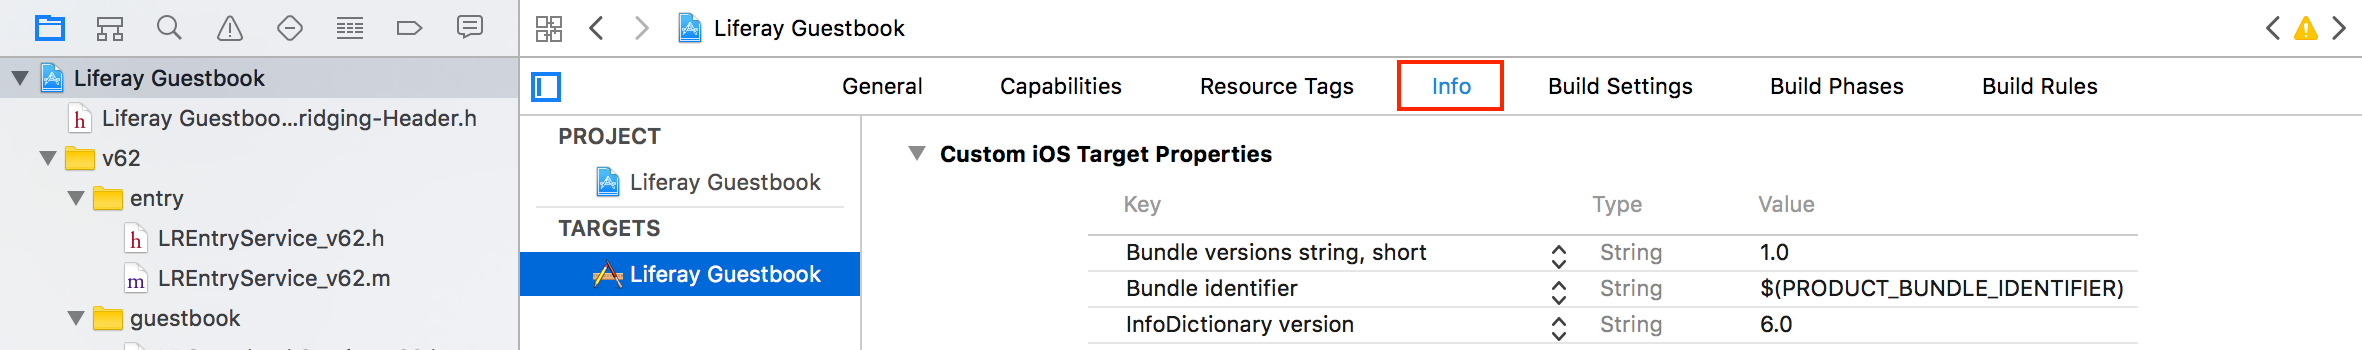 Liferay Guestbook
Liferay Guestboo...ridging-Header.h
v62
entry
LREntryService_v62.h
LREntryService_v62.m
guestbook
Liferay Guestbook
General Capabilities Resource Tags Info Build Settings Build Phases Build Rules
PROJECT
Liferay Guestbook
TARGETS
Liferay Guestbook
Custom iOS Target Properties
Key Type Value
Bundle versions string, short String 1.0
Bundle identifier String $(PRODUCT_BUNDLE_IDENTIFIER)
InfoDictionary version String 6.0